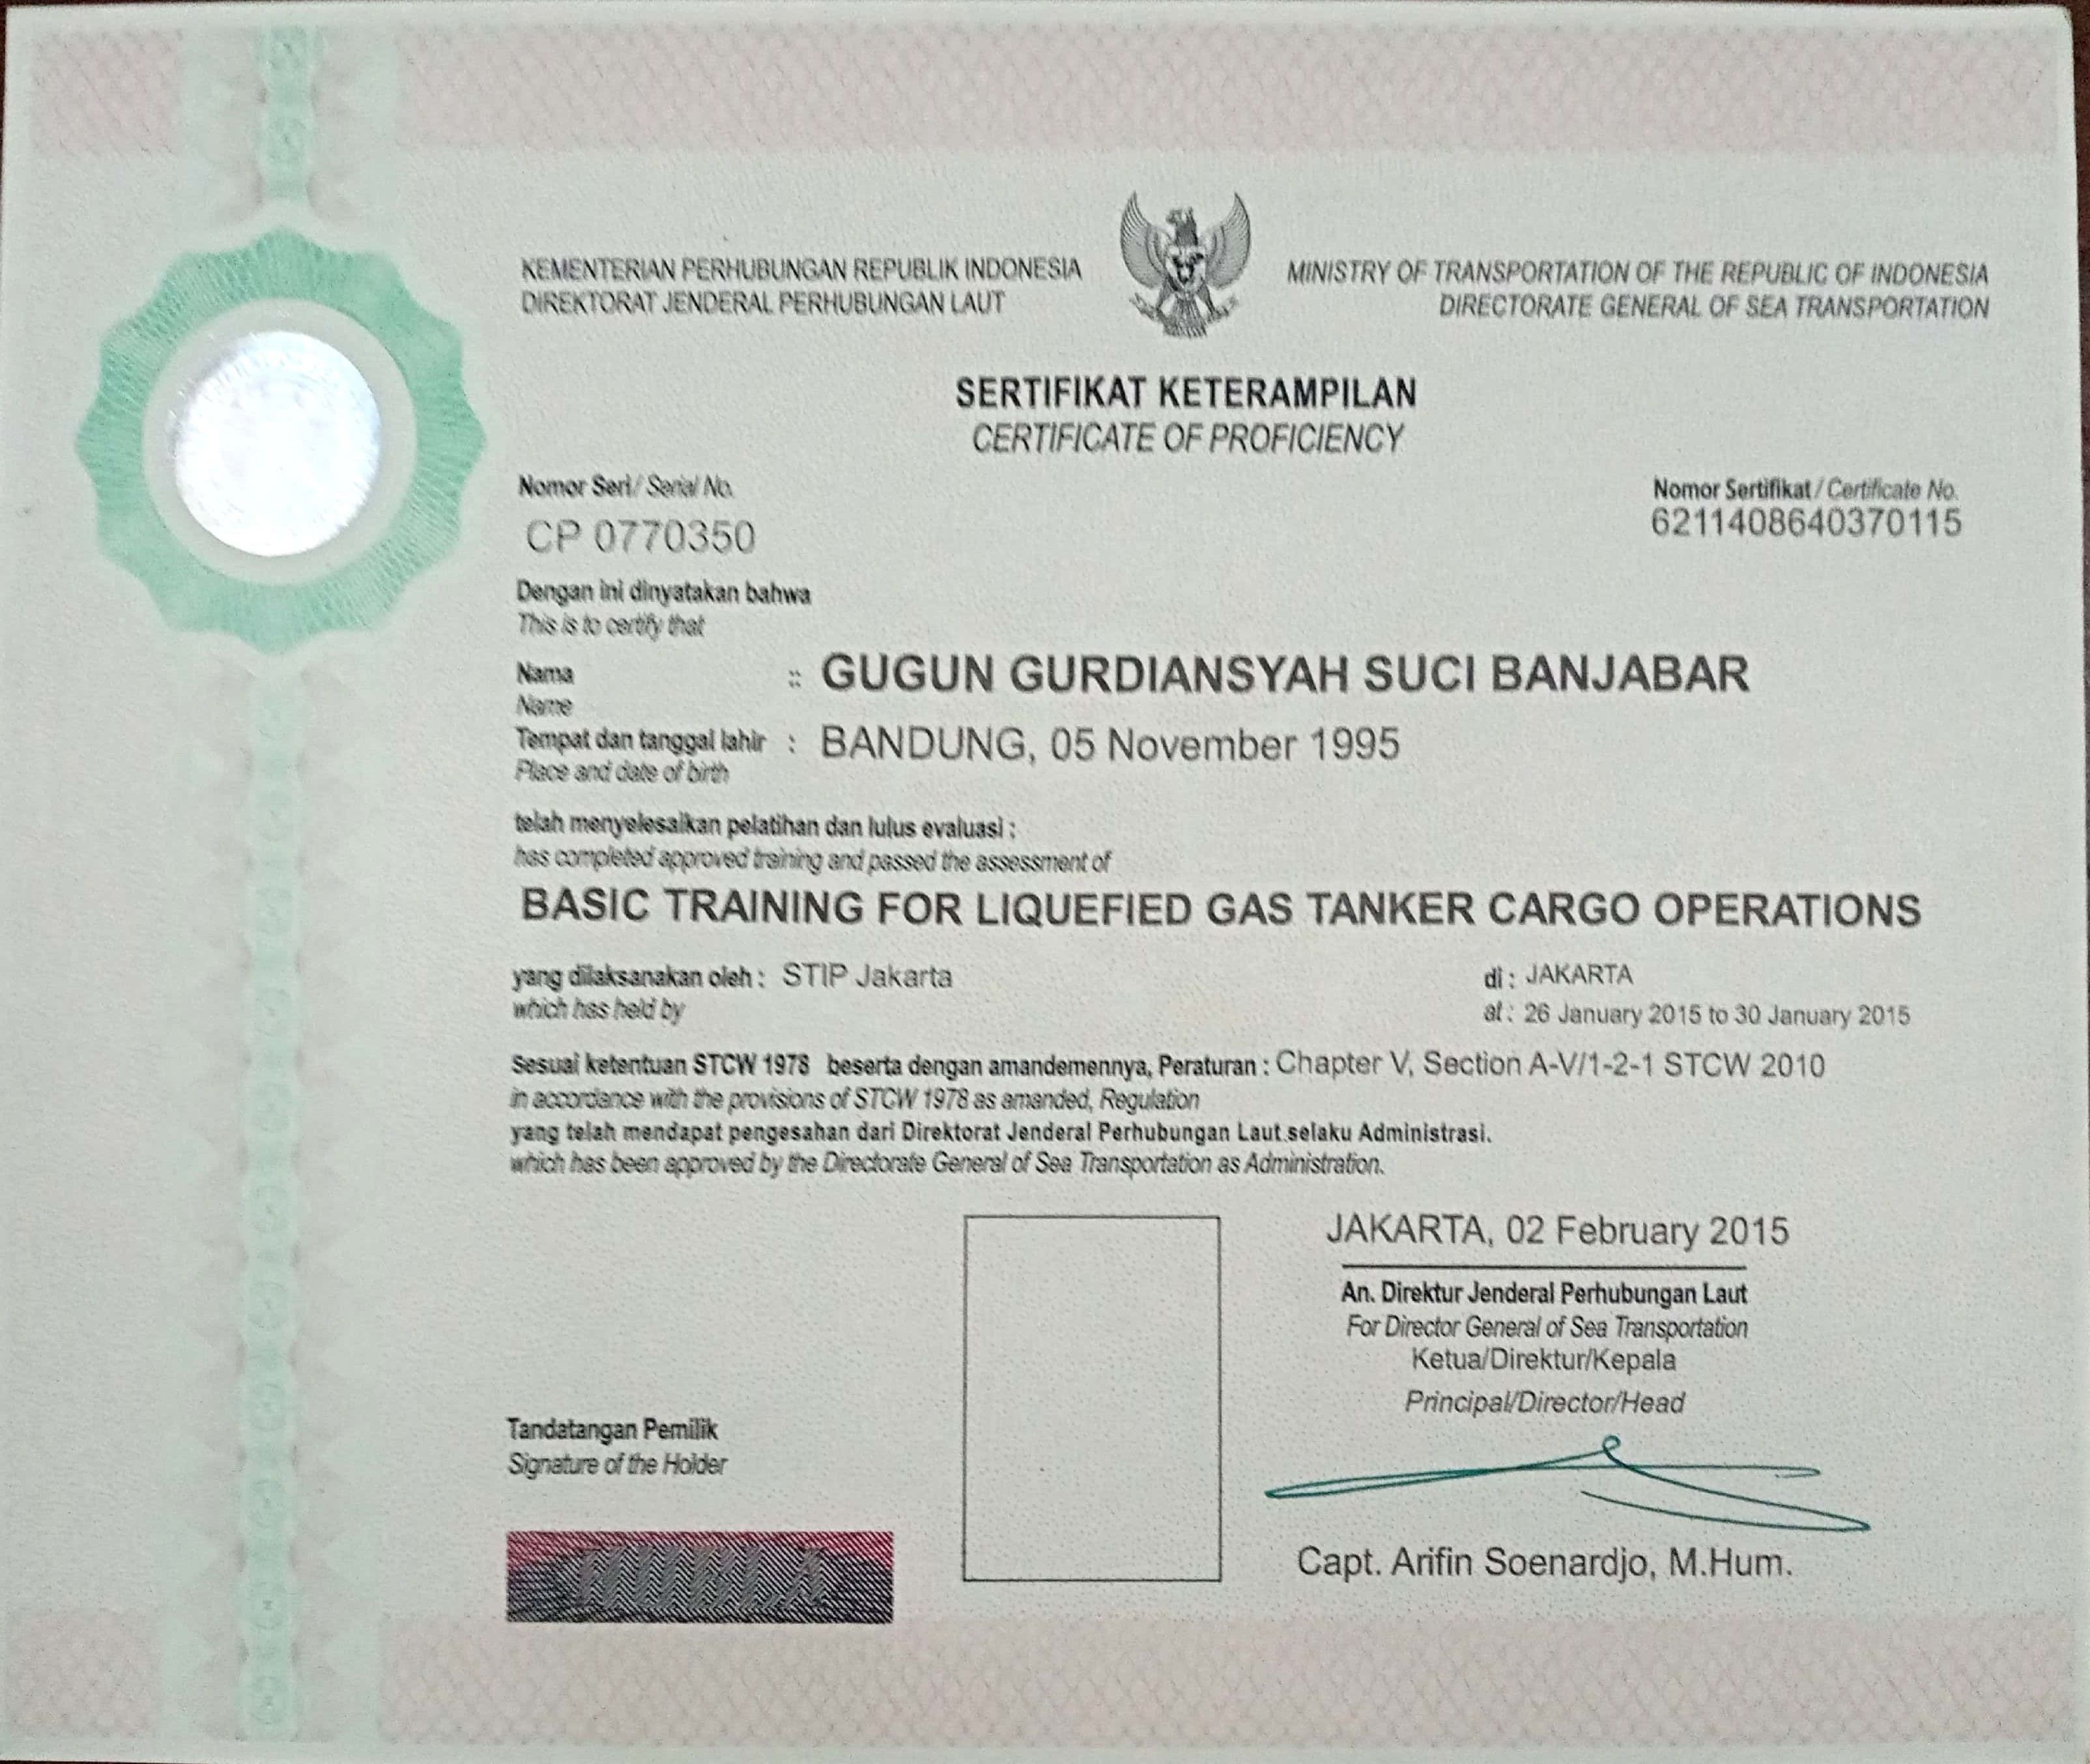 KEMENTERIAN PERHUBUNGAN REPUBLIK INDONESIA
DIREKTORAT JENDERAL PERHUBUNGAN LAUT
MINISTRY OF TRANSPORTATION OF THE REPUBLIC OF INDONESIA
DIRECTORATE GENERAL OF SEA TRANSPORTATION
SERTIFIKAT KETERAMPILAN
CERTIFICATE OF PROFICIENCY
Nomor Seri / Serial No.
CP 0770350
Nomor Sertifikat / Certificate No.
6211408640370115
Dengan ini dinyatakan bahwa
This is to certify that
Nama :: GUGUN GURDIANSYAH SUCI BANJABAR
Name
Tempat dan tanggal lahir : BANDUNG, 05 November 1995
Place and date of birth
telah menyelesaikan pelatihan dan lulus evaluasi :
has completed approved training and passed the assessment of
BASIC TRAINING FOR LIQUEFIED GAS TANKER CARGO OPERATIONS
yang dilaksanakan oleh : STIP Jakarta
which has held by
di : JAKARTA
at : 26 January 2015 to 30 January 2015
Sesuai ketentuan STCW 1978 beserta dengan amandemennya, Peraturan : Chapter V, Section A-V/1-2-1 STCW 2010
in accordance with the provisions of STCW 1978 as amanded, Regulation
yang telah mendapat pengesahan dari Direktorat Jenderal Perhubungan Laut selaku Administrasi.
which has been approved by the Directorate General of Sea Transportation as Administration.
JAKARTA, 02 February 2015
An. Direktur Jenderal Perhubungan Laut
For Director General of Sea Transportation
Ketua/Direktur/Kepala
Principal/Director/Head
Tandatangan Pemilik
Signature of the Holder
HUBLA
Capt. Arifin Soenardjo, M.Hum.